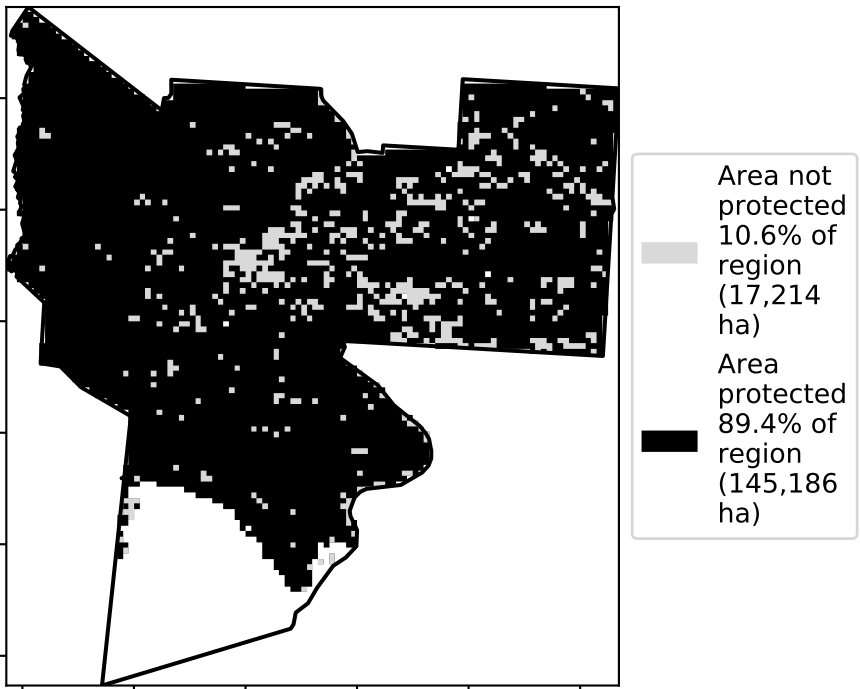 Area not
protected
10.6% of
region
(17,214
ha)
Area
protected
89.4% of
region
(145,186
ha)